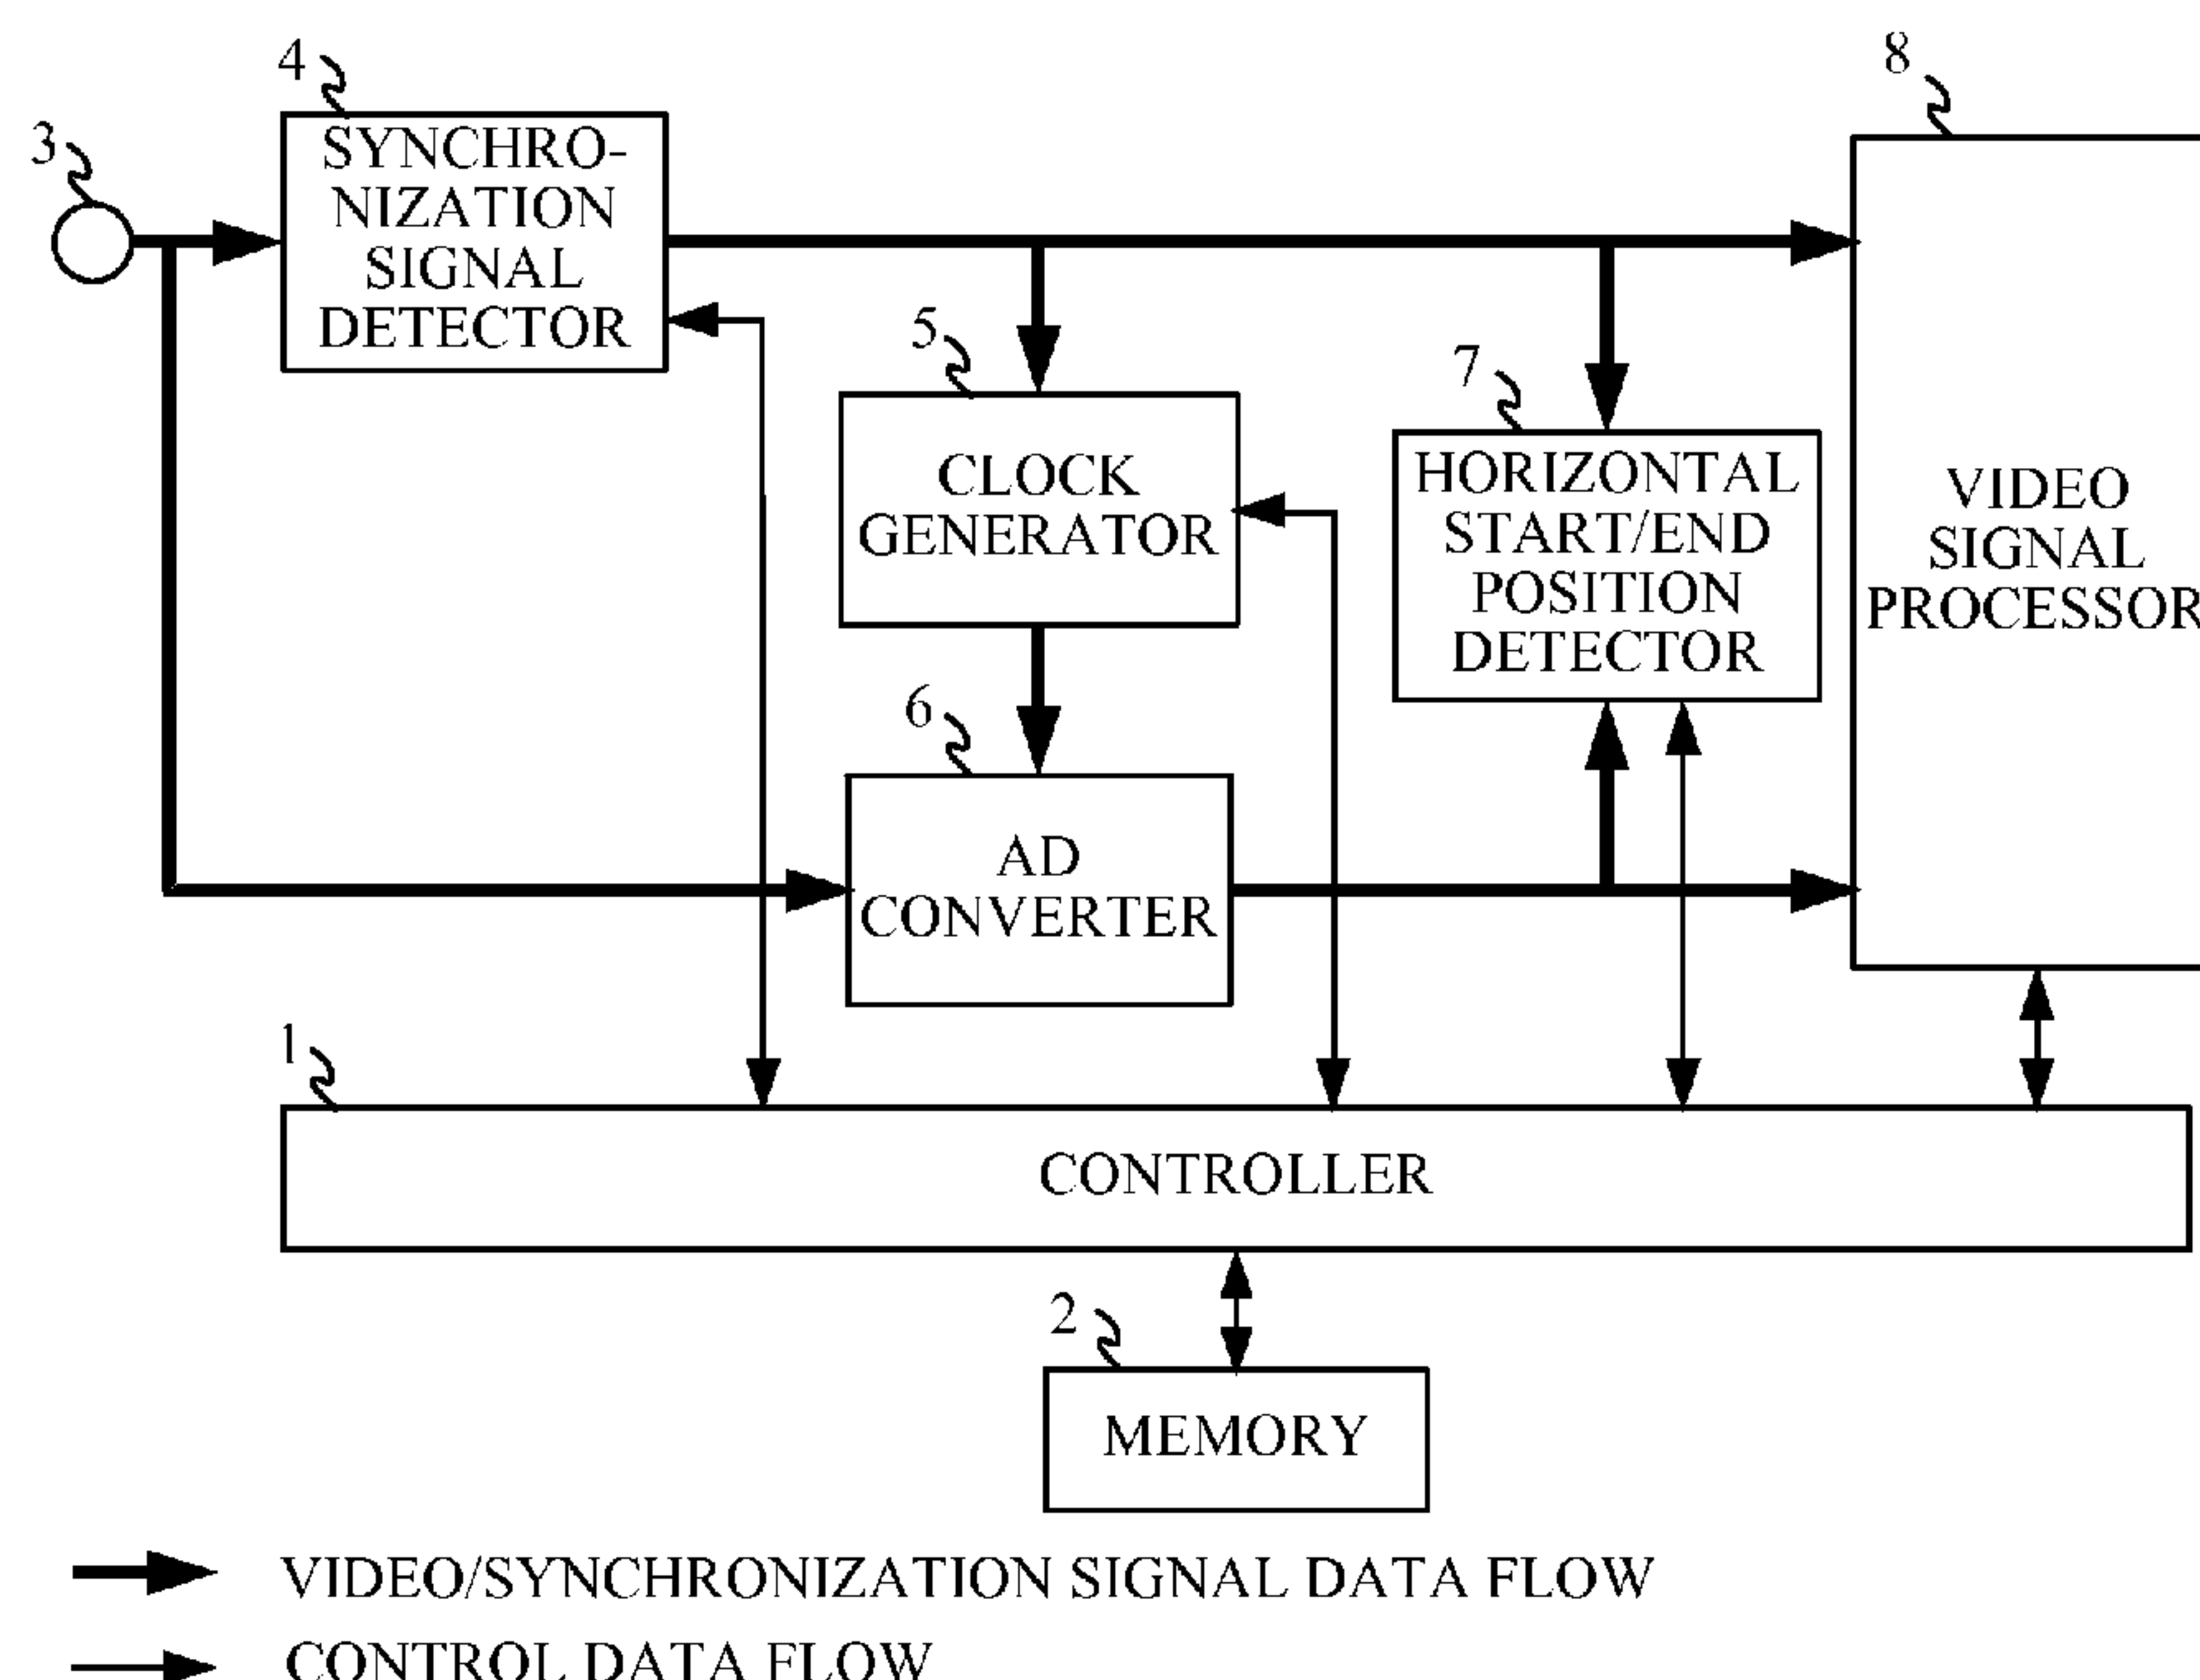 4
8
3
SYNCHRO-
NIZATION
SIGNAL
DETECTOR
5
7
CLOCK
GENERATOR
HORIZONTAL
START/END
POSITION
DETECTOR
VIDEO
SIGNAL
PROCESSOR
6
AD
CONVERTER
1
CONTROLLER
2
MEMORY
VIDEO/SYNCHRONIZATION SIGNAL DATA FLOW
CONTROL DATA FLOW